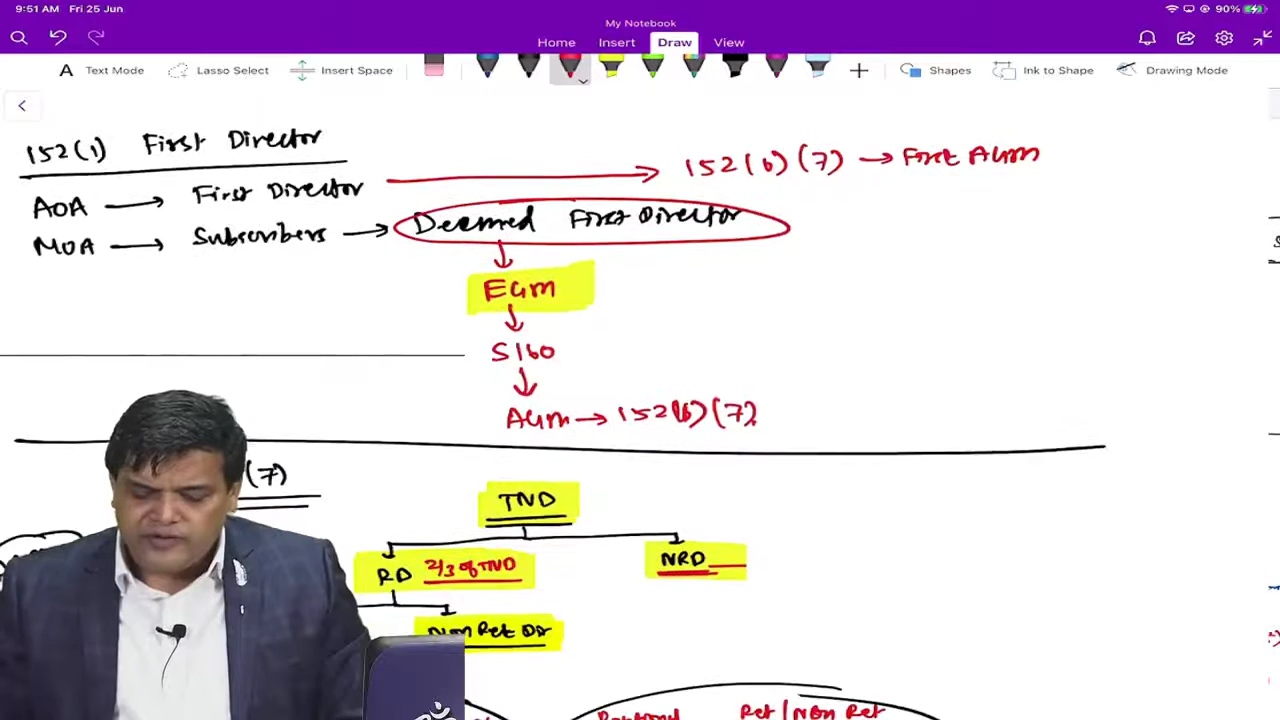 9:51 AM Fri 25 Jun
90%
My Notebook
Home Insert Draw View
Text Mode Lasso Select Insert Space Shapes Ink to Shape Drawing Mode
152(1) First Director
AOA → First Director → 152(6)(7) → First AGM
MOA → Subscribers → Deemed First Director
EGM
S160
AGM → 152(6)(7)
(7)
TND
RD 2/3 of TND
NRD
Non Ret Dir
Ret/Non Ret